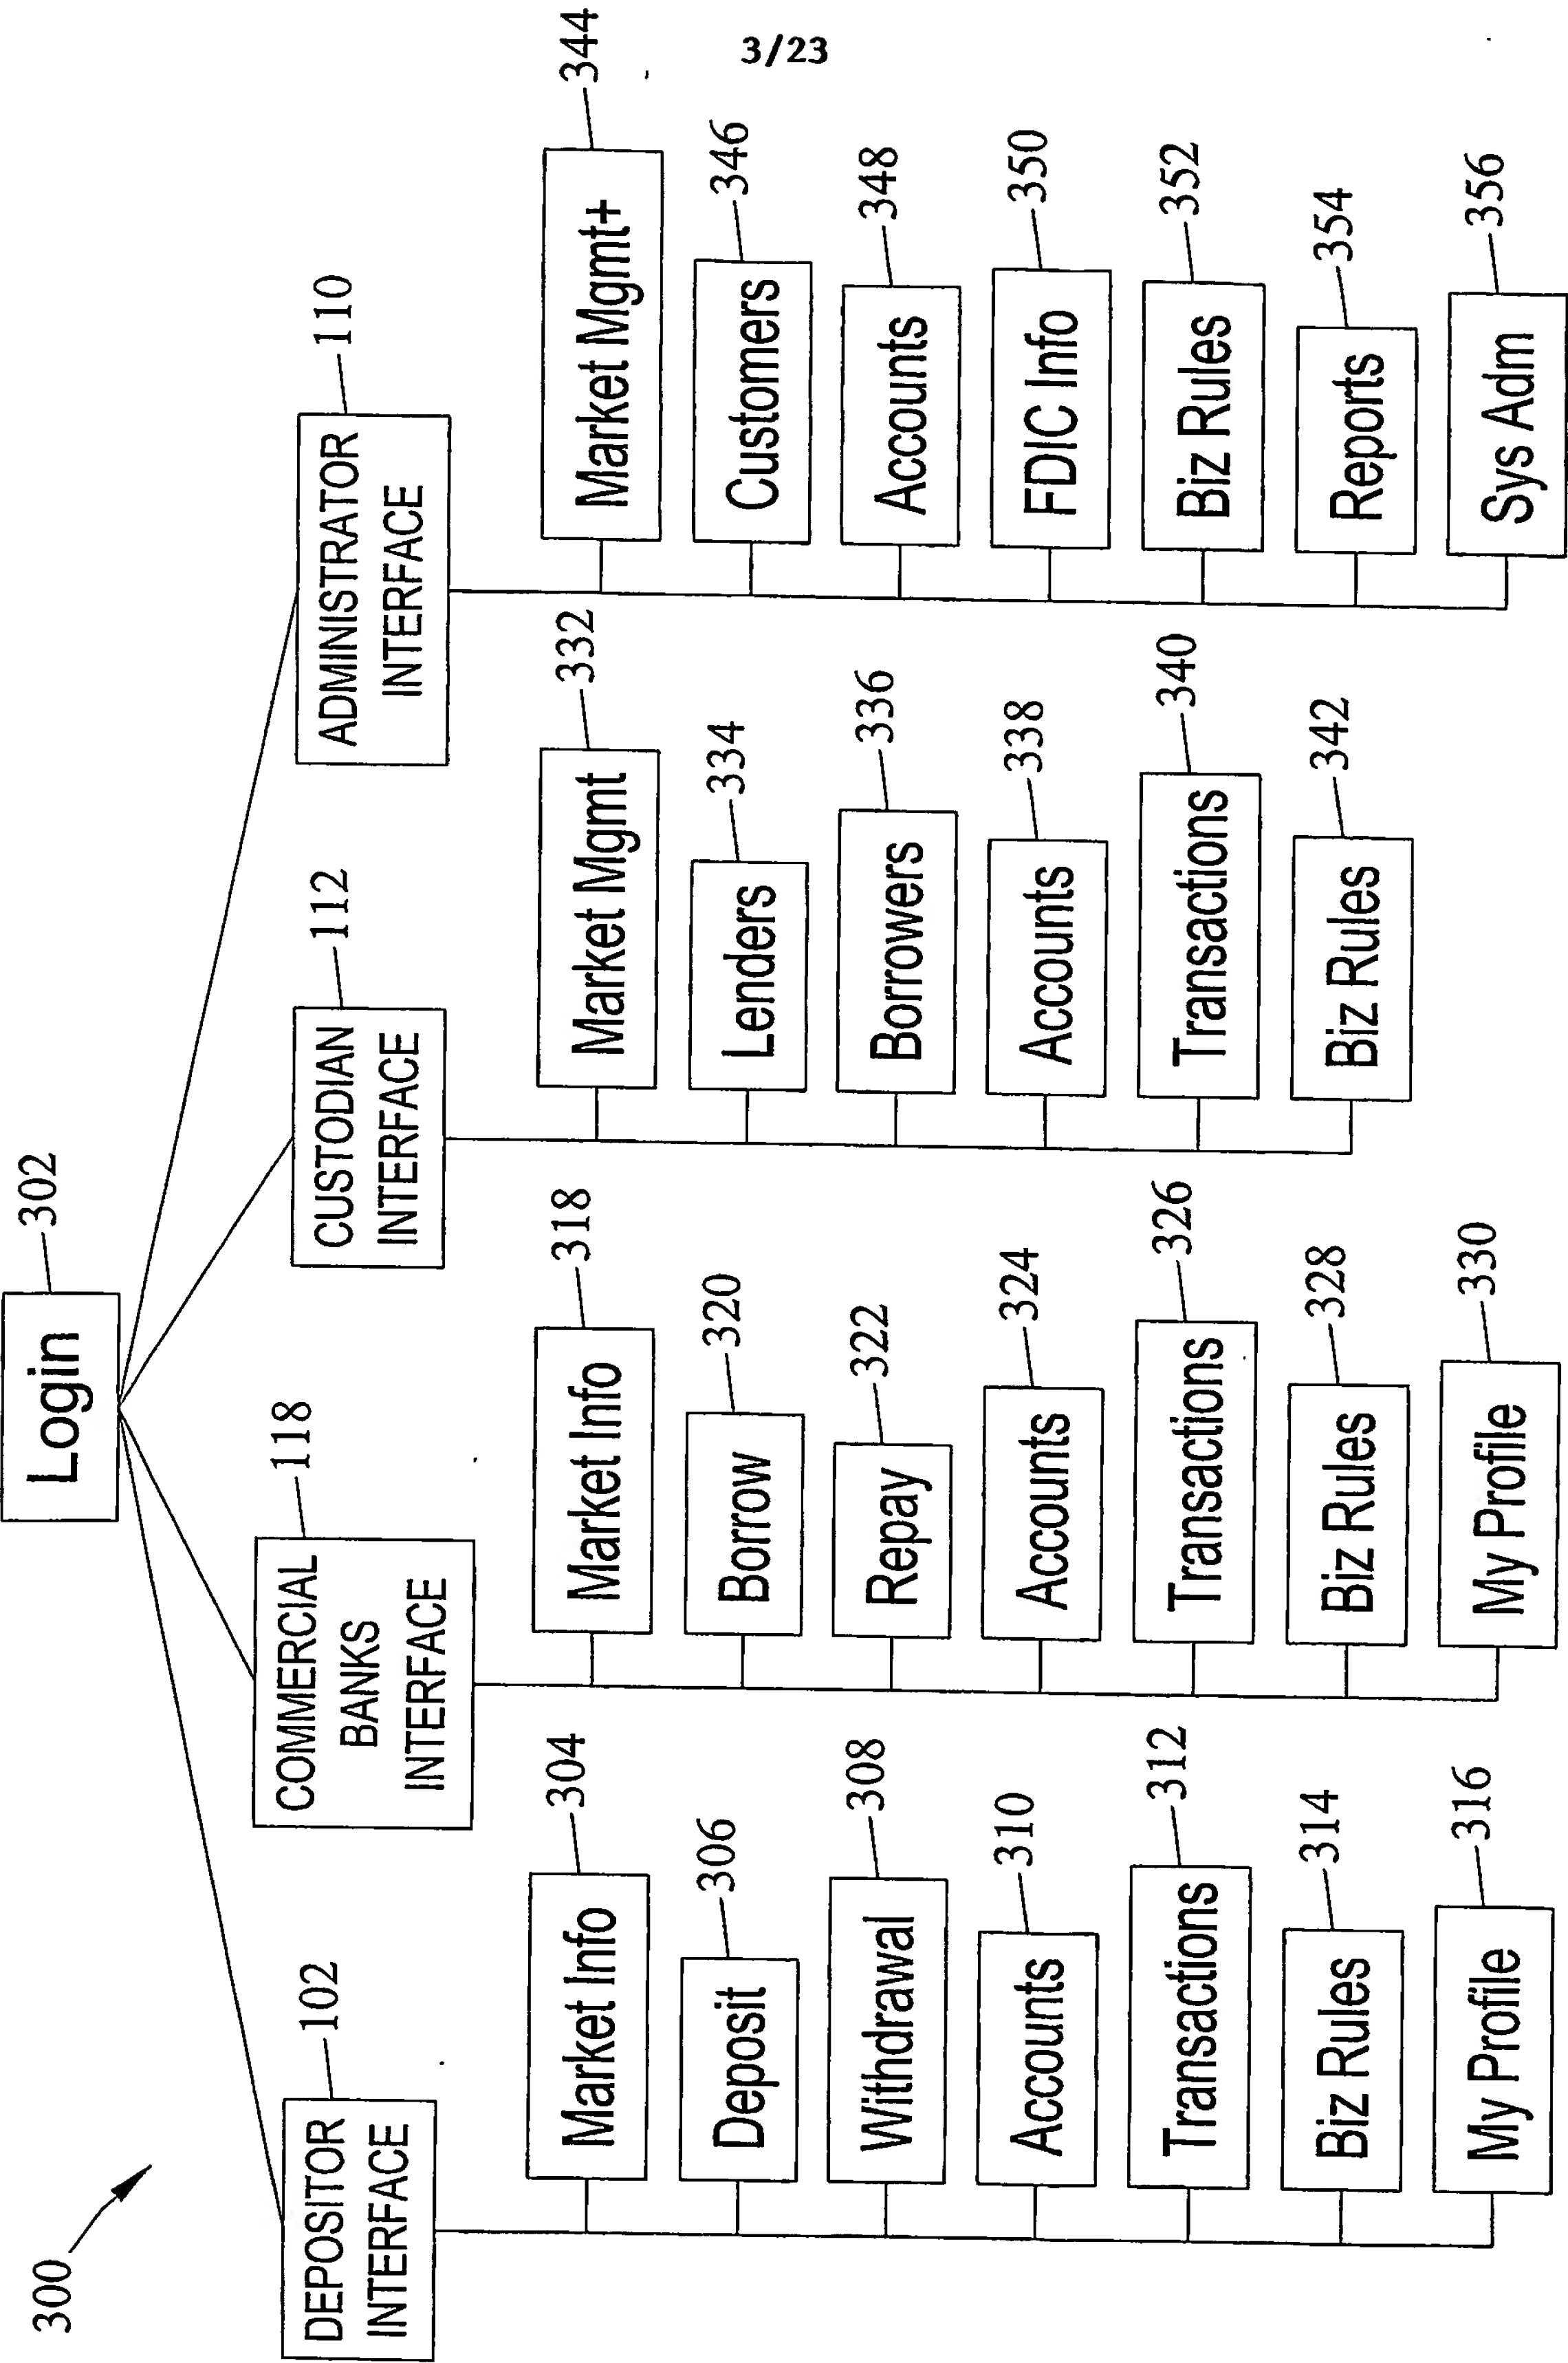 3/23
300
Login
302
DEPOSITOR
INTERFACE
102
COMMERCIAL
BANKS
INTERFACE
118
CUSTODIAN
INTERFACE
112
ADMINISTRATOR
INTERFACE
110
Market Info
304
Deposit
306
Withdrawal
308
Accounts
310
Transactions
312
Biz Rules
314
My Profile
316
Market Info
318
Borrow
320
Repay
322
Accounts
324
Transactions
326
Biz Rules
328
My Profile
330
Market Mgmt
332
Lenders
334
Borrowers
336
Accounts
338
Transactions
340
Biz Rules
342
Market Mgmt+
344
Customers
346
Accounts
348
FDIC Info
350
Biz Rules
352
Reports
354
Sys Adm
356